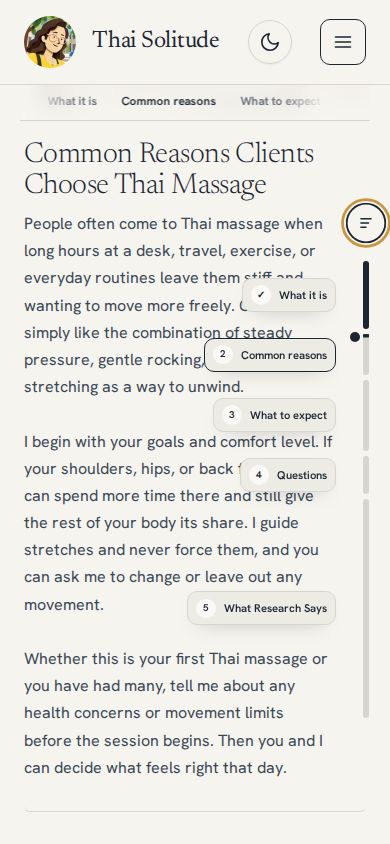 Thai Solitude
What it is
Common reasons
What to expect
Common Reasons Clients
Choose Thai Massage
People often come to Thai massage when
long hours at a desk, travel, exercise, or
everyday routines leave them stiff and
wanting to move more freely.
✓ What it is
simply like the combination of steady
pressure, gentle rocking,
2 Common reasons
stretching as a way to unwind.
3 What to expect
I begin with your goals and comfort level. If
your shoulders, hips, or back
4 Questions
can spend more time there and still give
the rest of your body its share. I guide
stretches and never force them, and you
can ask me to change or leave out any
movement.
5 What Research Says
Whether this is your first Thai massage or
you have had many, tell me about any
health concerns or movement limits
before the session begins. Then you and I
can decide what feels right that day.